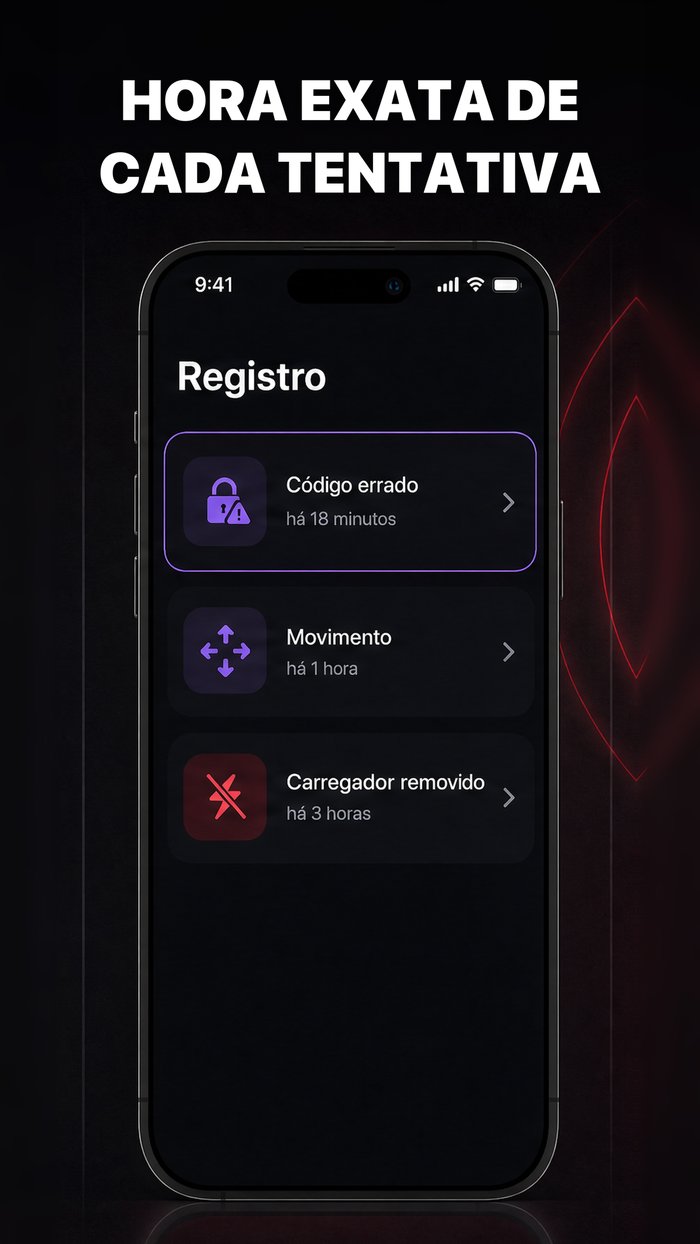 HORA EXATA DE
CADA TENTATIVA
9:41
Registro
Código errado
há 18 minutos
Movimento
há 1 hora
Carregador removido
há 3 horas